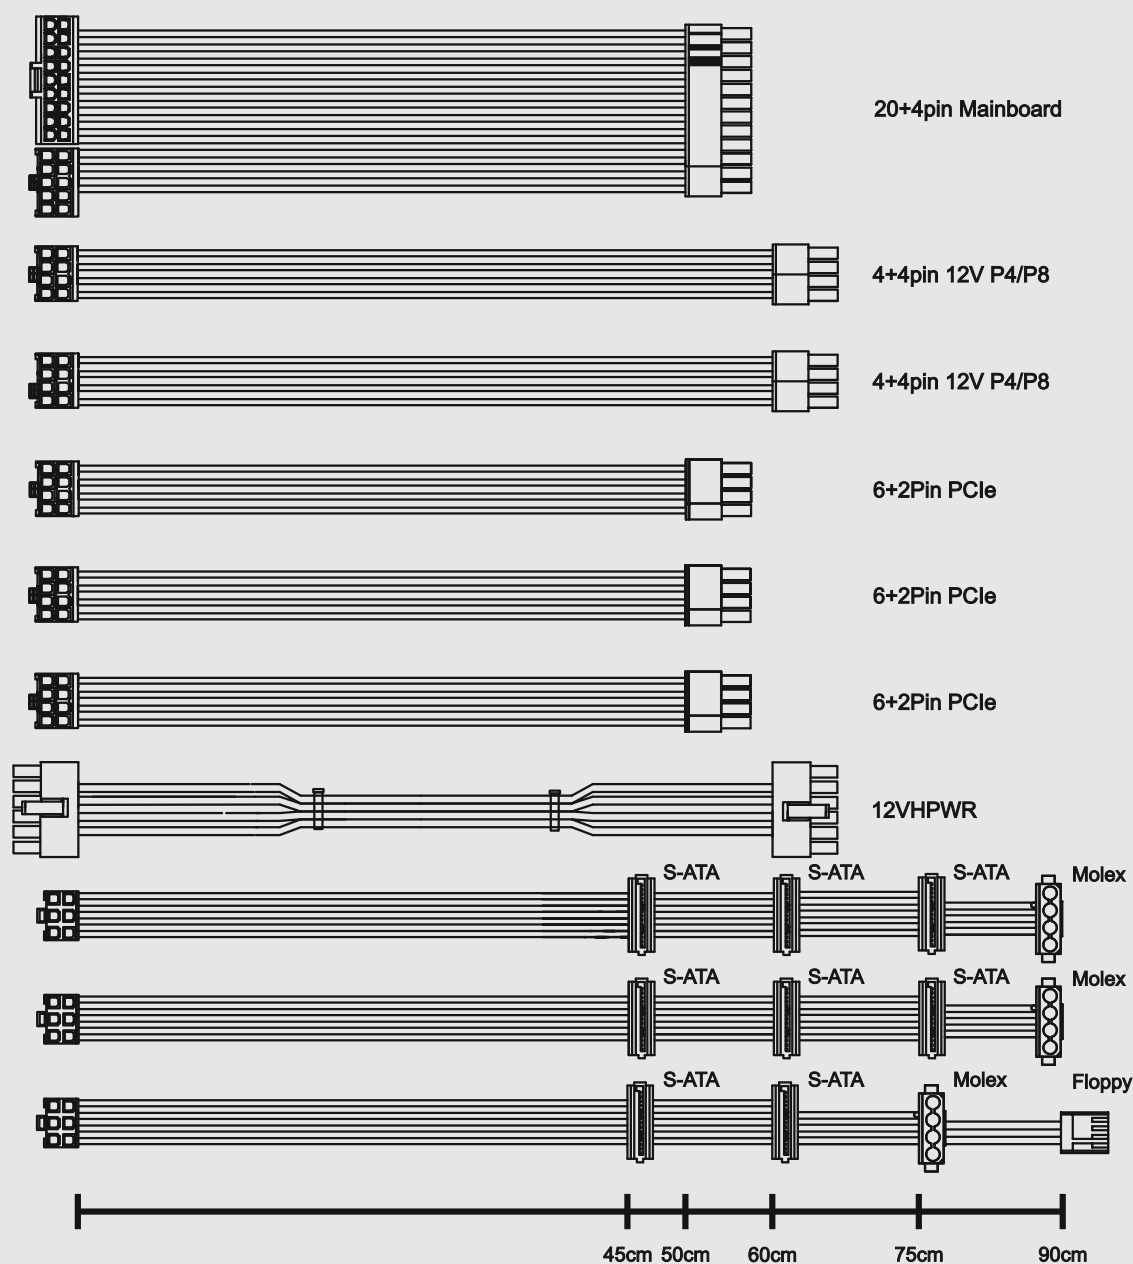 20+4pin Mainboard
4+4pin 12V P4/P8
4+4pin 12V P4/P8
6+2Pin PCIe
6+2Pin PCIe
6+2Pin PCIe
12VHPWR
S-ATA S-ATA S-ATA Molex
S-ATA S-ATA S-ATA Molex
S-ATA S-ATA Molex Floppy
45cm 50cm 60cm 75cm 90cm